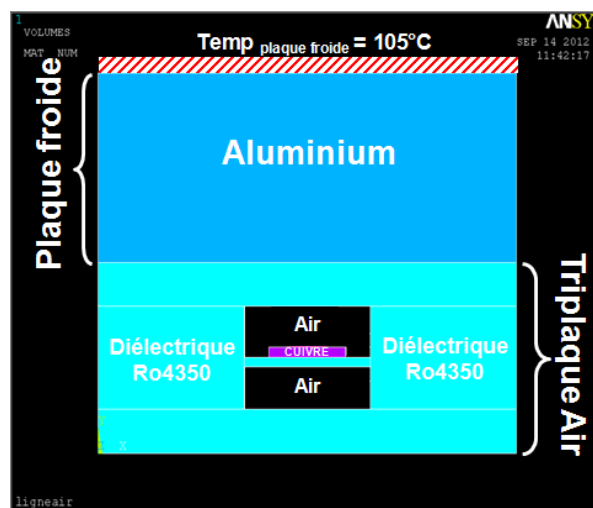 1
VOLUMES
MAT NUM
ANSY
SEP 14 2012
11:42:17
Temp plaque froide = 105°C
Plaque froide
Aluminium
Triplaque Air
Air
CUIVRE
Air
Diélectrique
Ro4350
Diélectrique
Ro4350
Y
X
ligneair